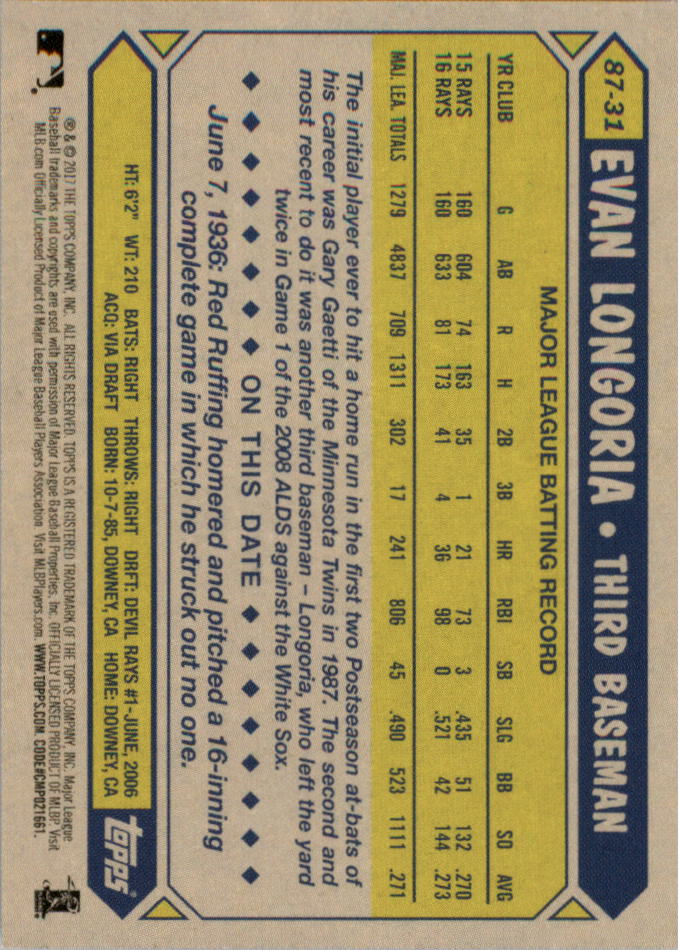 87-31 EVAN LONGORIA • THIRD BASEMAN
MAJOR LEAGUE BATTING RECORD
YR CLUB G AB R H 2B 3B HR RBI SB SLG BB SO AVG
15 RAYS 160 604 74 163 35 1 21 73 3 .435 51 132 .270
16 RAYS 160 633 81 173 41 4 36 98 0 .521 42 144 .273
MAJ. LEA. TOTALS 1279 4837 709 1311 302 17 241 806 45 .490 523 1111 .271
The initial player ever to hit a home run in the first two Postseason at-bats of
his career was Gary Gaetti of the Minnesota Twins in 1987. The second and
most recent to do it was another third baseman – Longoria, who left the yard
twice in Game 1 of the 2008 ALDS against the White Sox.
◆ ◆ ◆ ◆ ◆ ◆ ◆ ◆ ON THIS DATE ◆ ◆ ◆ ◆ ◆ ◆ ◆ ◆
June 7, 1936: Red Ruffing homered and pitched a 16-inning
complete game in which he struck out no one.
HT: 6'2" WT: 210 BATS: RIGHT THROWS: RIGHT DRFT: DEVIL RAYS #1-JUNE, 2006
ACQ: VIA DRAFT BORN: 10-7-85, DOWNEY, CA HOME: DOWNEY, CA
topps
® & © 2017 THE TOPPS COMPANY, INC. ALL RIGHTS RESERVED. TOPPS IS A REGISTERED TRADEMARK OF THE TOPPS COMPANY, INC. Major League
Baseball trademarks and copyrights are used with permission of Major League Baseball Properties, Inc. OFFICIALLY LICENSED PRODUCT OF MLBP. Visit
MLB.com Officially Licensed Product of Major League Baseball Players Association. Visit MLBPlayers.com. WWW.TOPPS.COM. CODE#CMP021661.